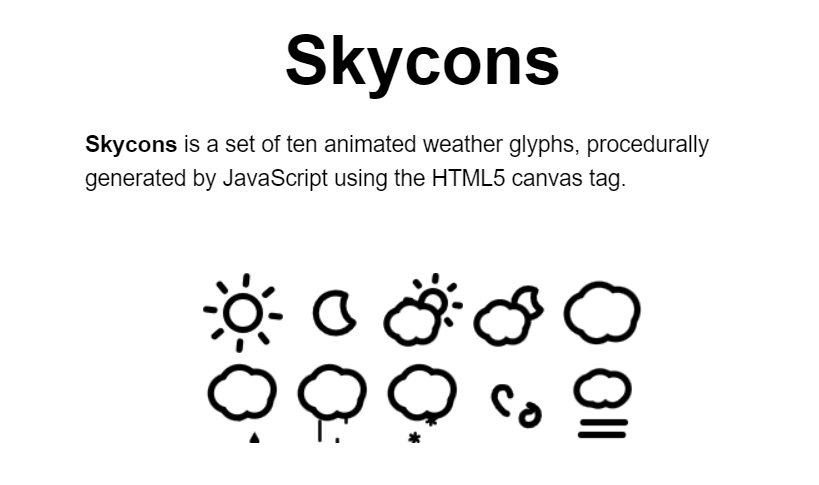 Skycons
Skycons is a set of ten animated weather glyphs, procedurally
generated by JavaScript using the HTML5 canvas tag.